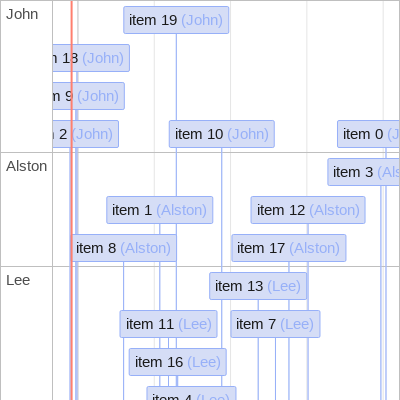 John
item 19 (John)
18 (John)
9 (John)
2 (John)
item 10 (John)
item 0 (J
Alston
item 3 (Als
item 1 (Alston)
item 12 (Alston)
item 8 (Alston)
item 17 (Alston)
Lee
item 13 (Lee)
item 11 (Lee)
item 7 (Lee)
item 16 (Lee)
item 4 (Lee)